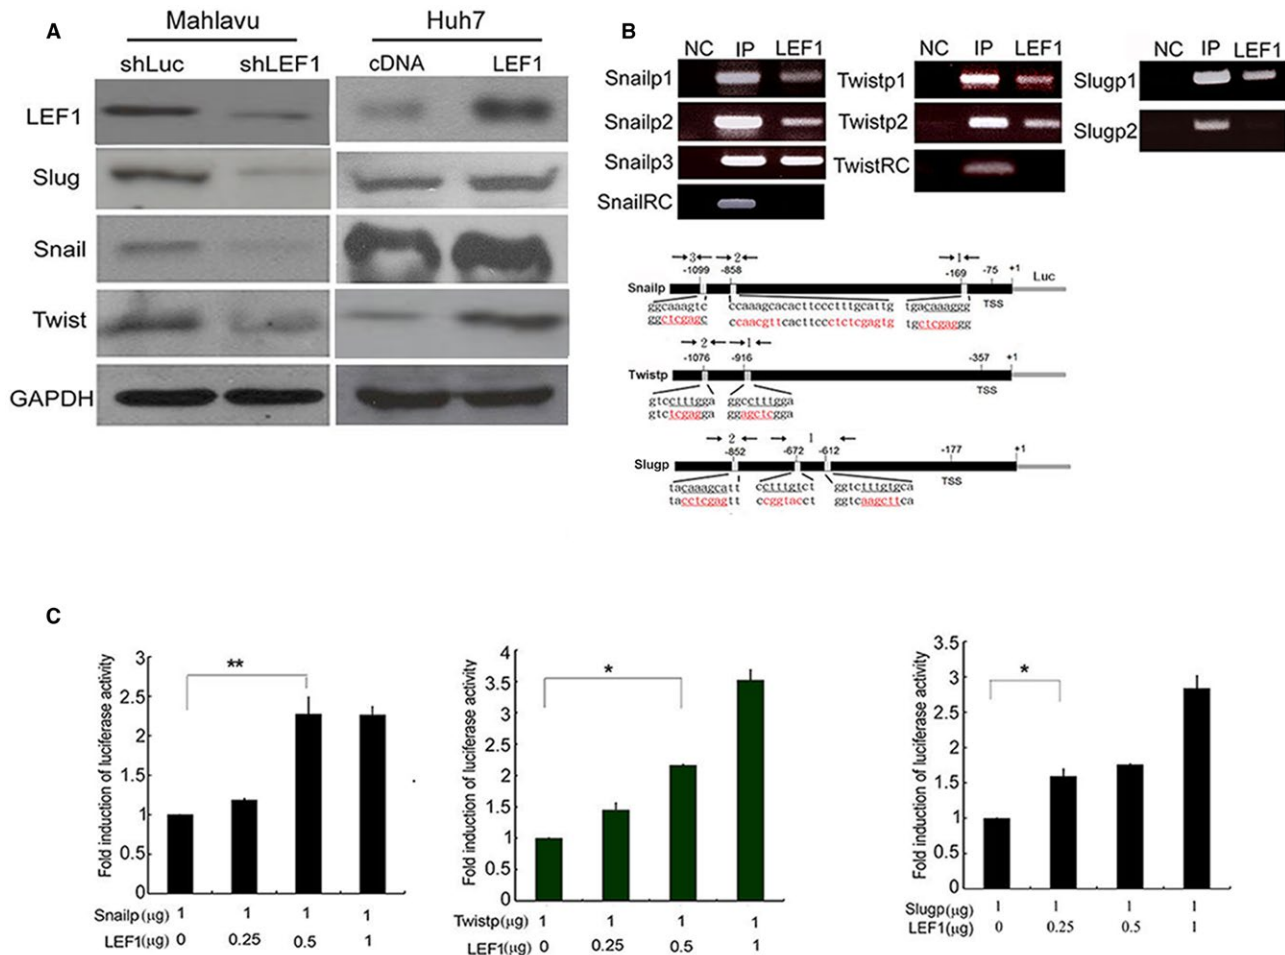 A
Mahlavu
Huh7
shLuc shLEF1 cDNA LEF1
LEF1
Slug
Snail
Twist
GAPDH
B
NC IP LEF1
Snailp1
Snailp2
Snailp3
SnailRC
NC IP LEF1
Twistp1
Twistp2
TwistRC
NC IP LEF1
Slugp1
Slugp2
3 2 1
-1099 -858 -169 -75 +1 Luc
Snailp
TSS
ggcaaagtc ccaaagcacacttccctttgcattg tgacaaaggg
ggctcgagc ccaacgttcacttccctctcgagtg tgctcgaggg
2 1
-1076 -916 -357 +1
Twistp
TSS
gtcctttgga ggcctttgga
gtctcgagga ggagctcgga
2 1
-852 -672 -612 -177 +1
Slugp
TSS
tacaaagcatt cctttgtct ggtctttgtgca
tacctcgagtt ccggtacct ggtcaagcttca
C
Fold induction of luciferase activity
3
2.5
2
1.5
1
0.5
0
**
Snailp(µg) 1 1 1 1
LEF1(µg) 0 0.25 0.5 1
Fold induction of luciferase activity
4
3.5
3
2.5
2
1.5
1
0.5
0
*
Twistp(µg) 1 1 1 1
LEF1(µg) 0 0.25 0.5 1
Fold induction of luciferase activity
3.5
3
2.5
2
1.5
1
0.5
0
*
Slugp(µg) 1 1 1 1
LEF1(µg) 0 0.25 0.5 1